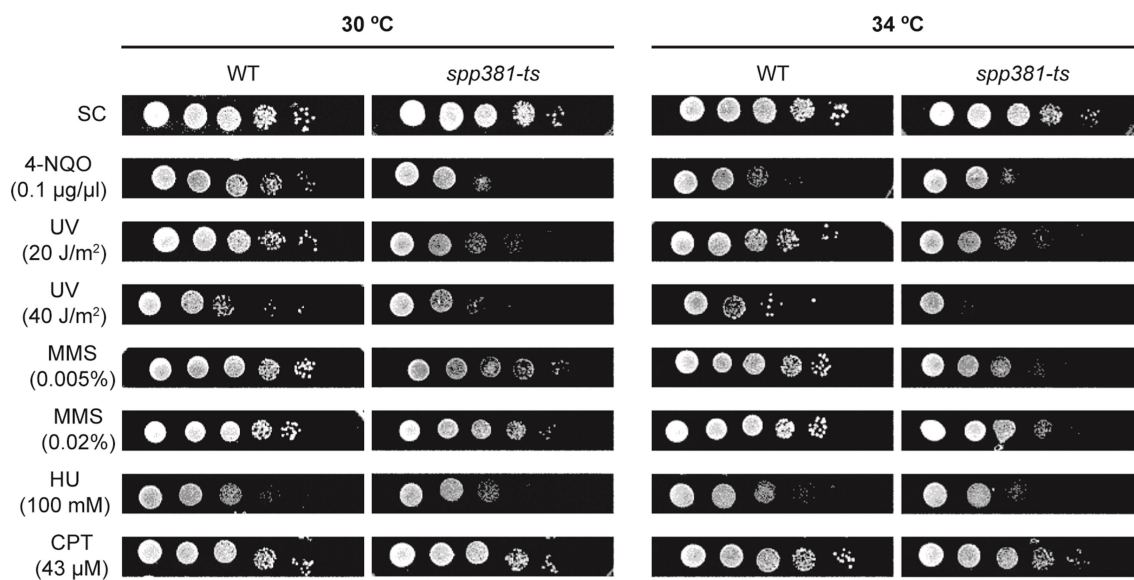 30 ºC 34 ºC
WT spp381-ts WT spp381-ts
SC
4-NQO
(0.1 µg/µl)
UV
(20 J/m²)
UV
(40 J/m²)
MMS
(0.005%)
MMS
(0.02%)
HU
(100 mM)
CPT
(43 µM)